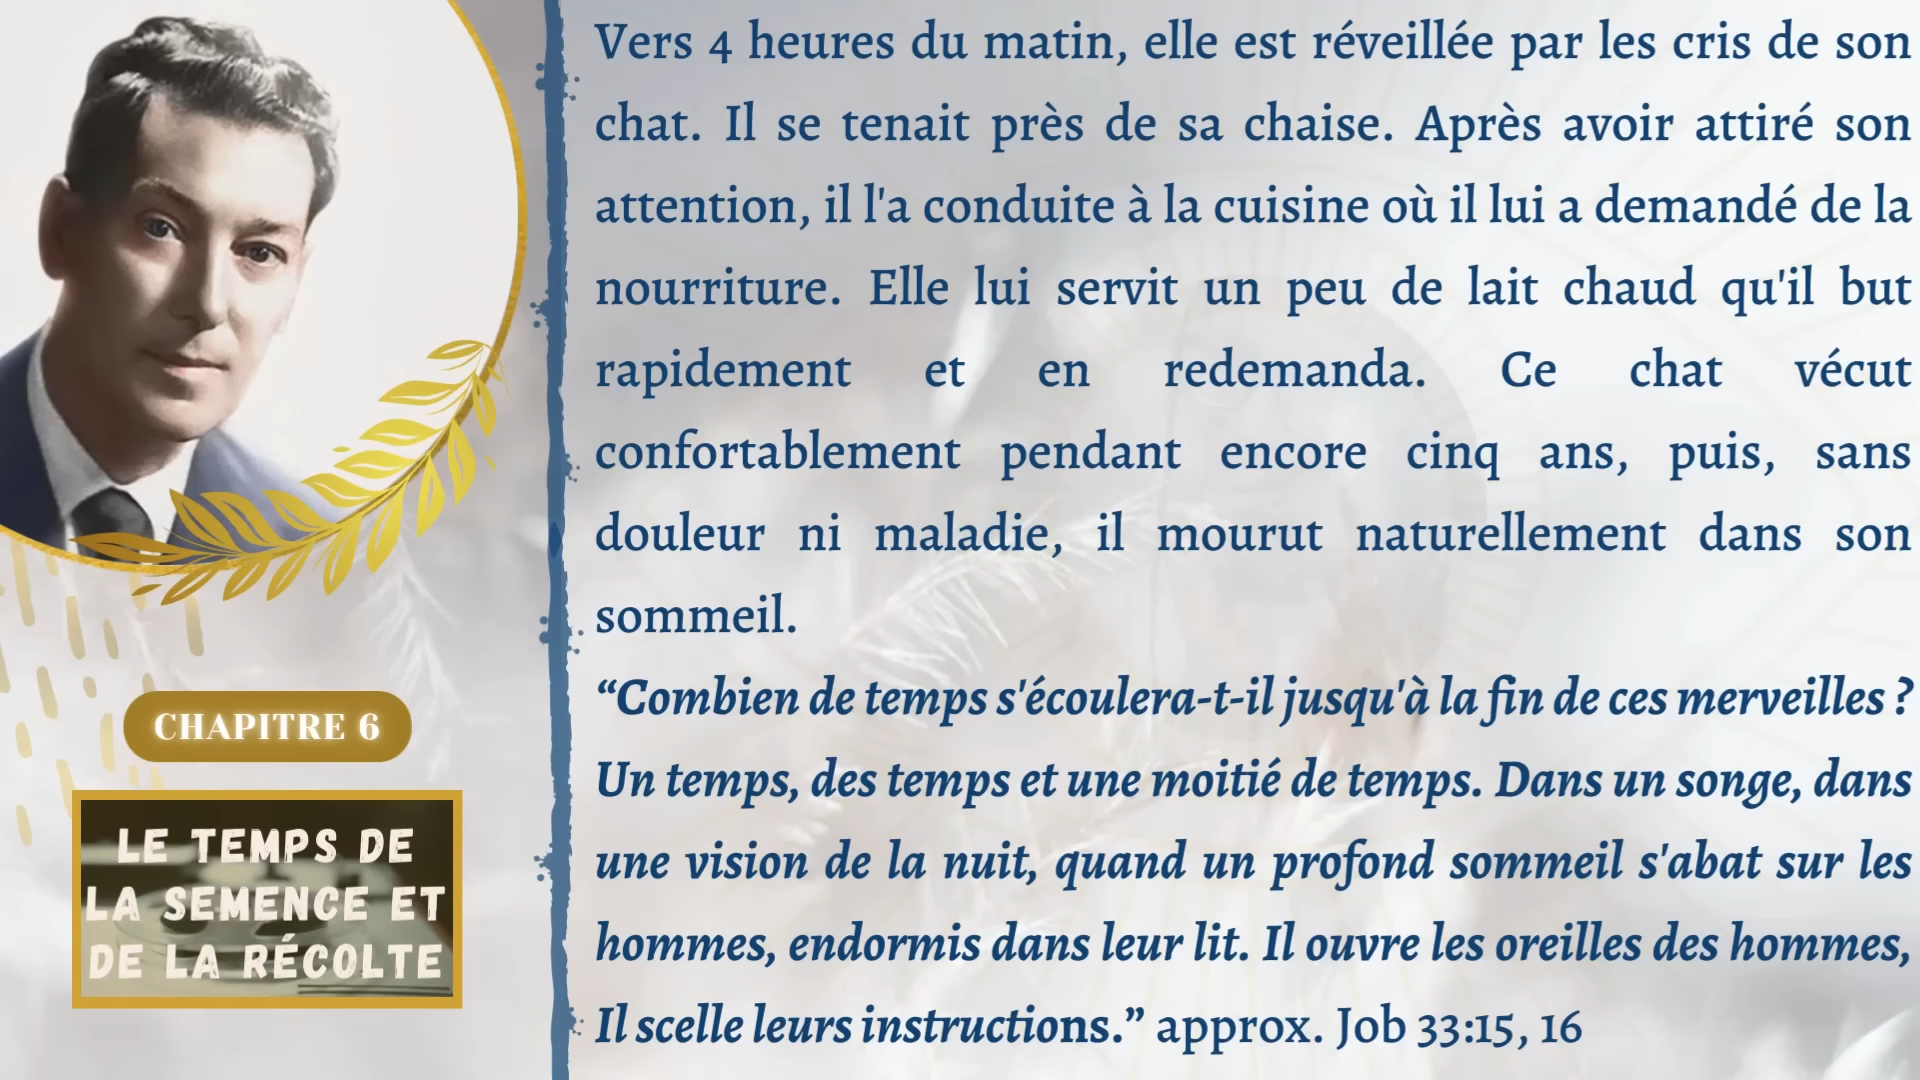 Vers 4 heures du matin, elle est réveillée par les cris de son
chat. Il se tenait près de sa chaise. Après avoir attiré son
attention, il l'a conduite à la cuisine où il lui a demandé de la
nourriture. Elle lui servit un peu de lait chaud qu'il but
rapidement et en redemanda. Ce chat vécut
confortablement pendant encore cinq ans, puis, sans
douleur ni maladie, il mourut naturellement dans son
sommeil.
“Combien de temps s'écoulera-t-il jusqu'à la fin de ces merveilles ?
Un temps, des temps et une moitié de temps. Dans un songe, dans
une vision de la nuit, quand un profond sommeil s'abat sur les
hommes, endormis dans leur lit. Il ouvre les oreilles des hommes,
Il scelle leurs instructions.” approx. Job 33:15, 16
CHAPITRE 6
LE TEMPS DE
LA SEMENCE ET
DE LA RÉCOLTE